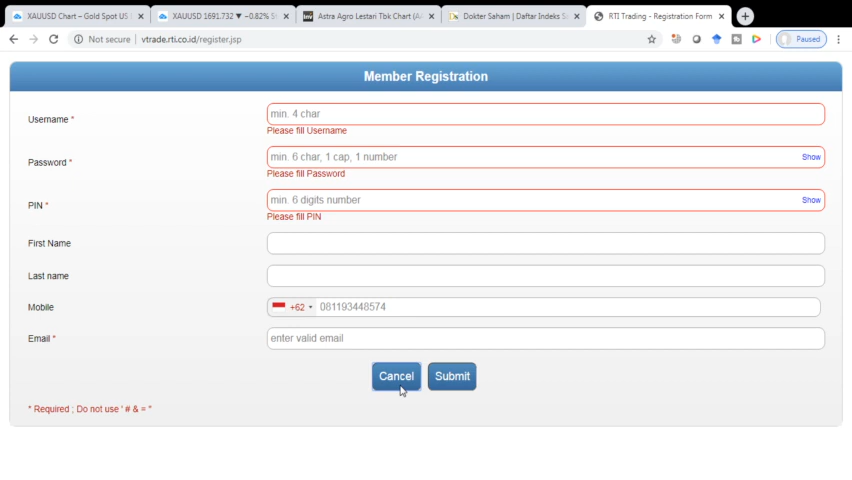 XAUUSD Chart – Gold Spot US
XAUUSD 1691.732 ▼ −0.82%
Astra Agro Lestari Tbk Chart
Dokter Saham | Daftar Indeks
RTI Trading - Registration Form
Not secure | vtrade.rti.co.id/register.jsp
Paused
Member Registration
Username *
min. 4 char
Please fill Username
Password *
min. 6 char, 1 cap, 1 number
Show
Please fill Password
PIN *
min. 6 digits number
Show
Please fill PIN
First Name
Last name
Mobile
+62
081193448574
Email *
enter valid email
Cancel
Submit
* Required ; Do not use ' # & = "